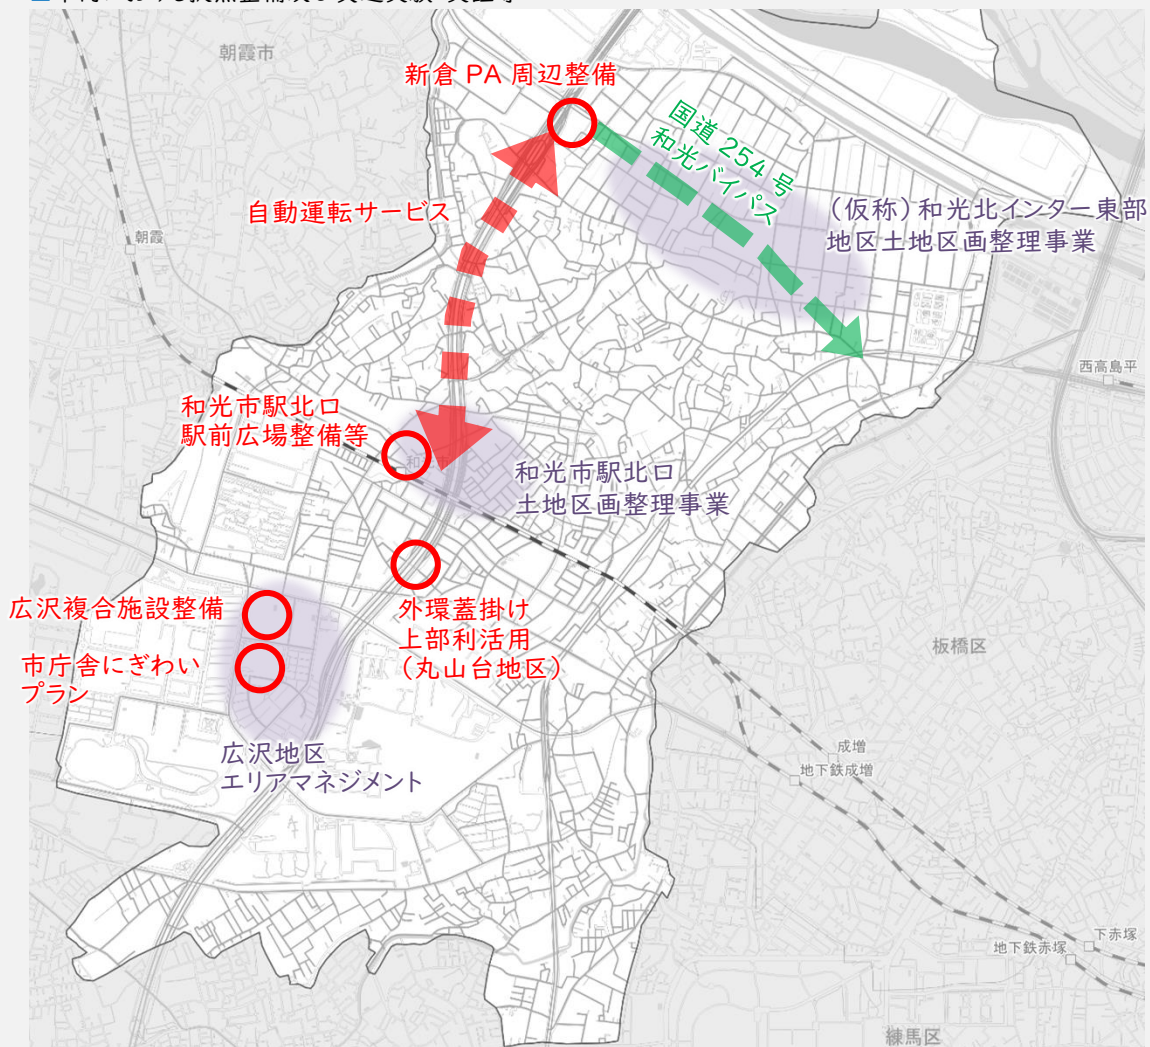 朝霞市
新倉 PA 周辺整備
国道 254 号
和光バイパス
自動運転サービス
(仮称)和光北インター東部
地区土地区画整理事業
朝霞
西高島平
和光市駅北口
駅前広場整備等
和光市駅北口
土地区画整理事業
広沢複合施設整備
外環蓋掛け
上部利活用
(丸山台地区)
市庁舎にぎわい
プラン
板橋区
広沢地区
エリアマネジメント
成増
地下鉄成増
下赤塚
地下鉄赤塚
練馬区